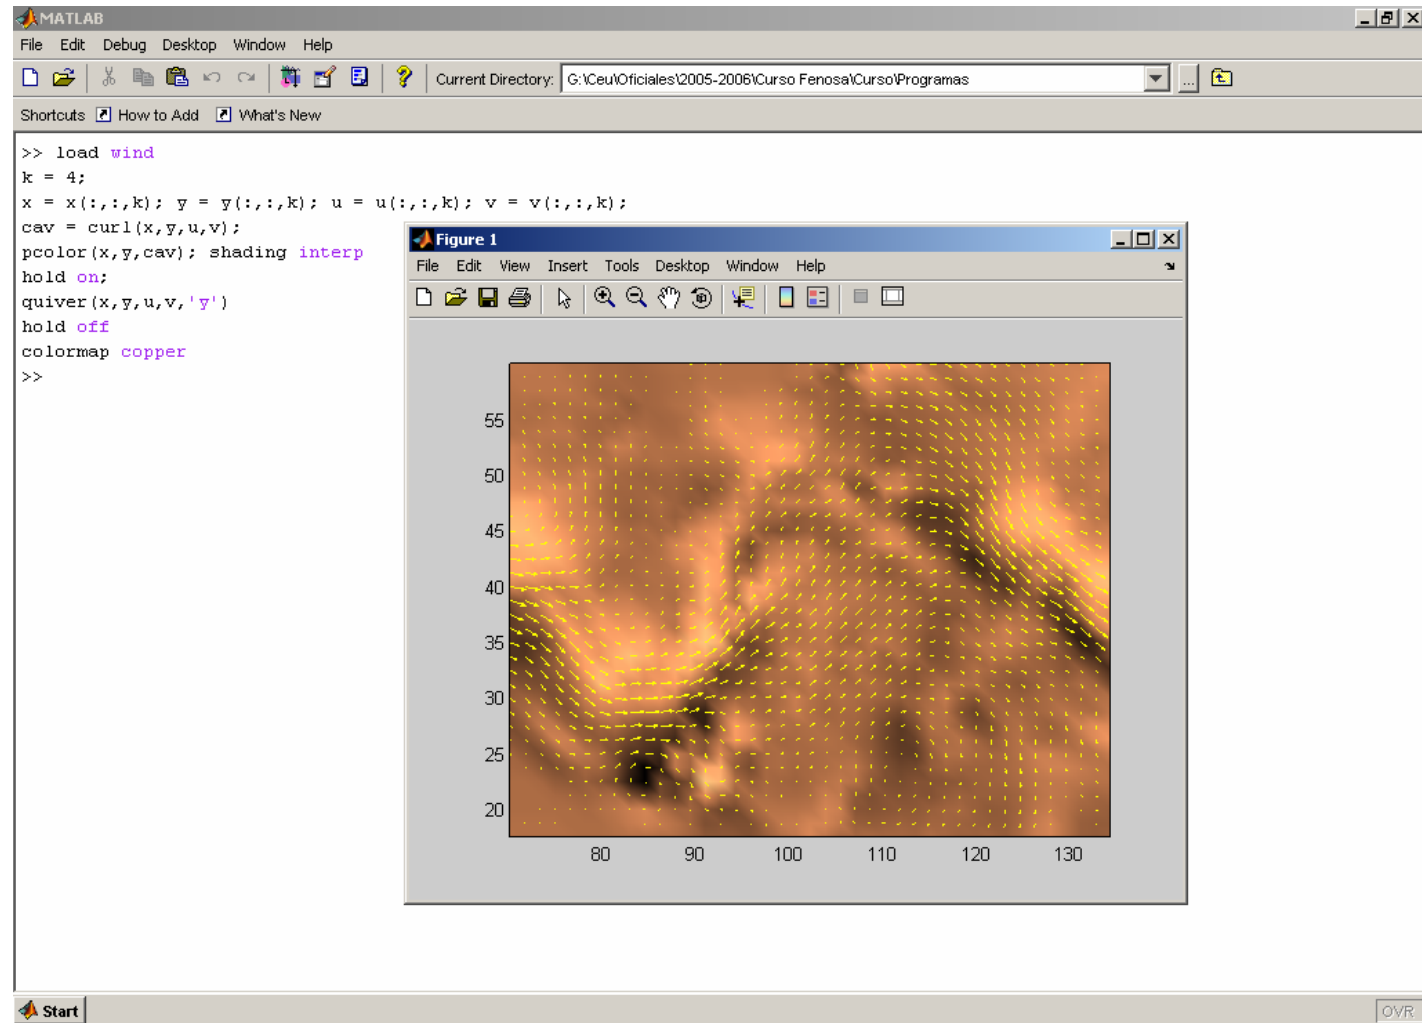 MATLAB
File Edit Debug Desktop Window Help
Current Directory: G:\Ceu\Oficiales\2005-2006\Curso Fenosa\Curso\Programas
Shortcuts How to Add What's New
>> load wind
k = 4;
x = x(:,:,k); y = y(:,:,k); u = u(:,:,k); v = v(:,:,k);
cav = curl(x,y,u,v);
pcolor(x,y,cav); shading interp
hold on;
quiver(x,y,u,v,'y')
hold off
colormap copper
>>
Figure 1
File Edit View Insert Tools Desktop Window Help
55
50
45
40
35
30
25
20
80 90 100 110 120 130
Start
OVR